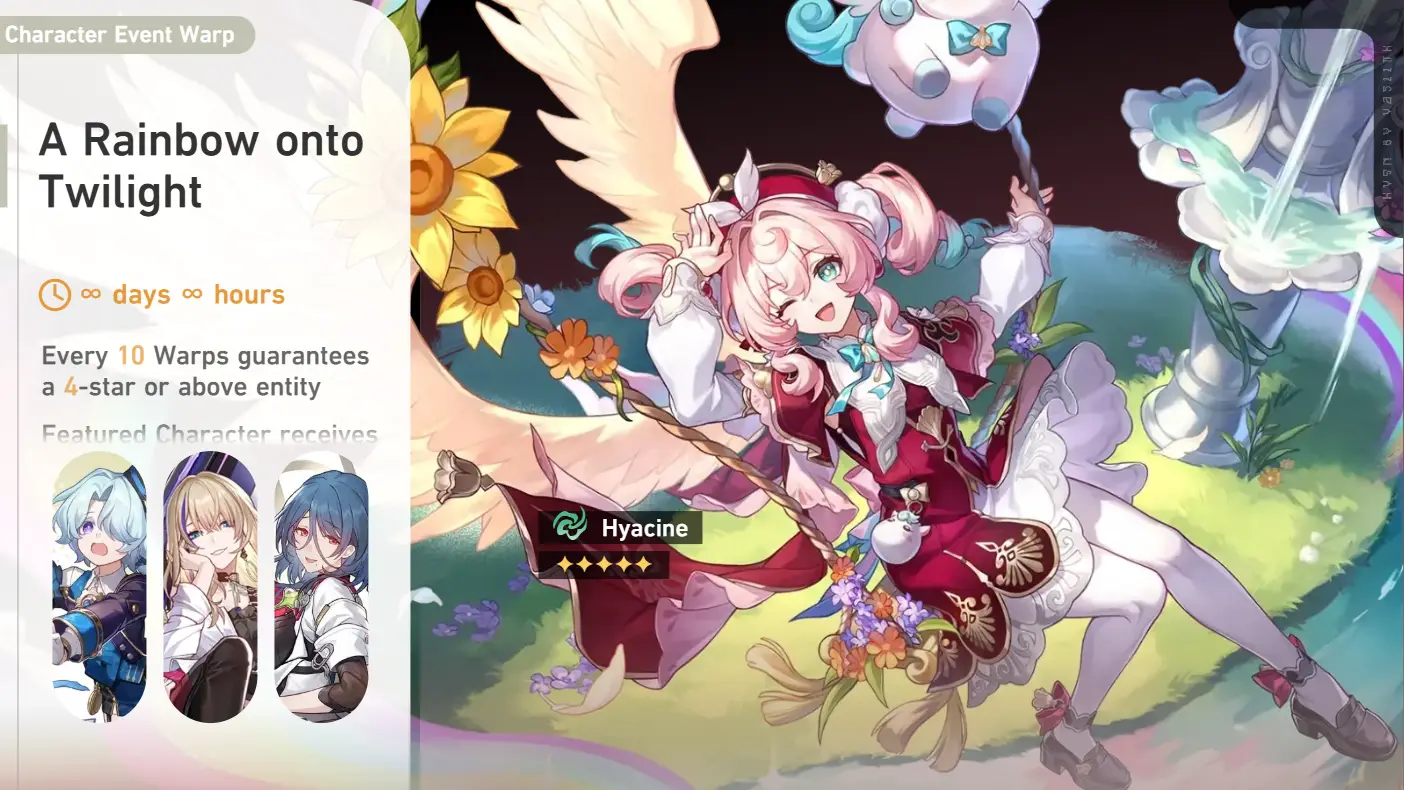 Character Event Warp
A Rainbow onto
Twilight
∞ days ∞ hours
Every 10 Warps guarantees
a 4-star or above entity
Featured Character receives
Hyacine